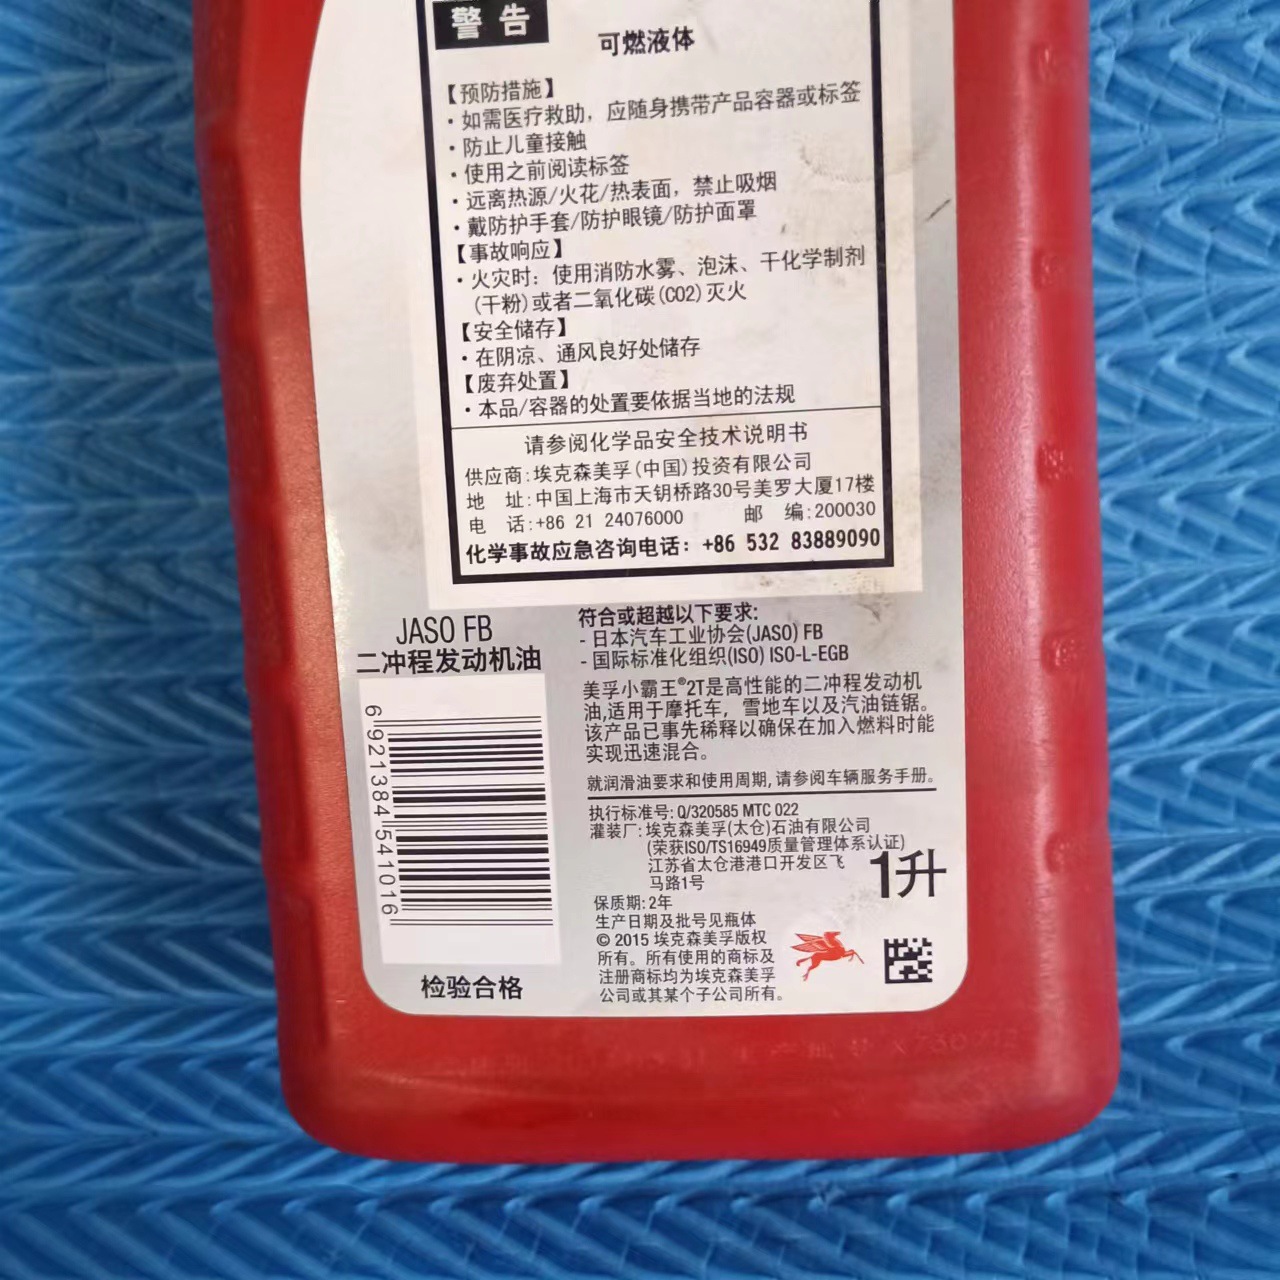 警告
可燃液体
【预防措施】
·如需医疗救助，应随身携带产品容器或标签
·防止儿童接触
·使用之前阅读标签
·远离热源/火花/热表面，禁止吸烟
·戴防护手套/防护眼镜/防护面罩
【事故响应】
·火灾时：使用消防水雾、泡沫、干化学制剂
(干粉)或者二氧化碳(CO2)灭火
【安全储存】
·在阴凉、通风良好处储存
【废弃处置】
·本品/容器的处置要依据当地的法规
请参阅化学品安全技术说明书
供应商:埃克森美孚(中国)投资有限公司
地 址:中国上海市天钥桥路30号美罗大厦17楼
电 话:+86 21 24076000 邮 编:200030
化学事故应急咨询电话：+86 532 83889090
JASO FB
二冲程发动机油
6 921384 541016
检验合格
符合或超越以下要求:
- 日本汽车工业协会(JASO) FB
- 国际标准化组织(ISO) ISO-L-EGB
美孚小霸王®2T是高性能的二冲程发动机
油,适用于摩托车，雪地车以及汽油链锯。
该产品已事先稀释以确保在加入燃料时能
实现迅速混合。
就润滑油要求和使用周期,请参阅车辆服务手册。
执行标准号: Q/320585 MTC 022
灌装厂: 埃克森美孚(太仓)石油有限公司
(荣获ISO/TS16949质量管理体系认证)
江苏省太仓港港口开发区飞
马路1号
1升
保质期: 2年
生产日期及批号见瓶体
© 2015 埃克森美孚版权
所有。所有使用的商标及
注册商标均为埃克森美孚
公司或其某个子公司所有。